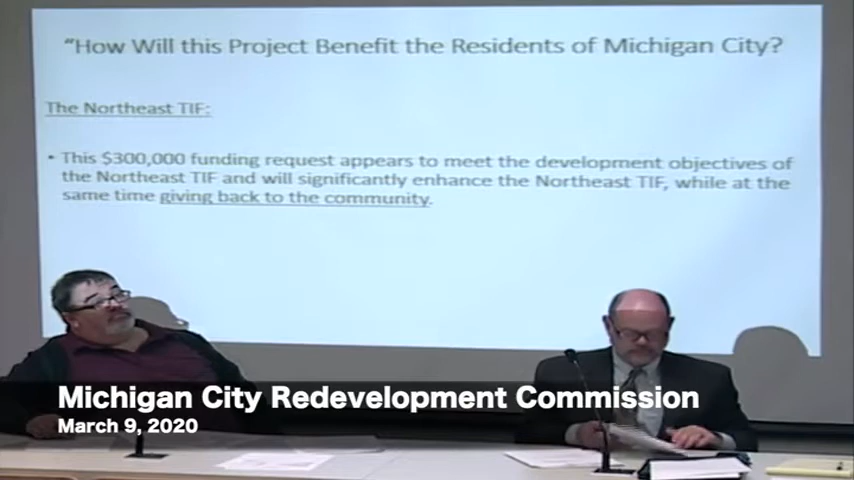 “How Will this Project Benefit the Residents of Michigan City?
The Northeast TIF:
• This $300,000 funding request appears to meet the development objectives of
the Northeast TIF and will significantly enhance the Northeast TIF, while at the
same time giving back to the community.
Michigan City Redevelopment Commission
March 9, 2020